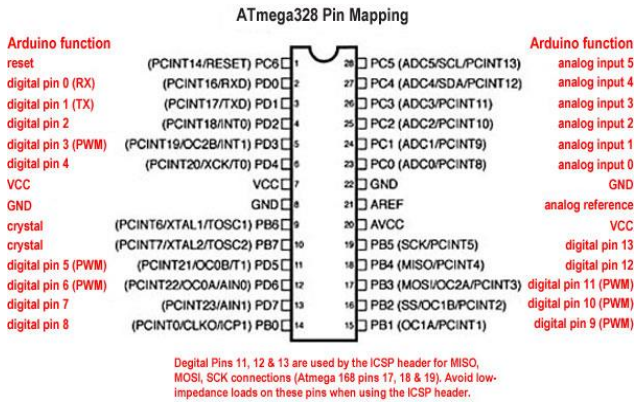 ATmega328 Pin Mapping
Arduino function Arduino function
reset (PCINT14/RESET) PC6 1 28 PC5 (ADC5/SCL/PCINT13) analog input 5
digital pin 0 (RX) (PCINT16/RXD) PD0 2 27 PC4 (ADC4/SDA/PCINT12) analog input 4
digital pin 1 (TX) (PCINT17/TXD) PD1 3 26 PC3 (ADC3/PCINT11) analog input 3
digital pin 2 (PCINT18/INT0) PD2 4 25 PC2 (ADC2/PCINT10) analog input 2
digital pin 3 (PWM) (PCINT19/OC2B/INT1) PD3 5 24 PC1 (ADC1/PCINT9) analog input 1
digital pin 4 (PCINT20/XCK/T0) PD4 6 23 PC0 (ADC0/PCINT8) analog input 0
VCC VCC 7 22 GND GND
GND GND 8 21 AREF analog reference
crystal (PCINT6/XTAL1/TOSC1) PB6 9 20 AVCC VCC
crystal (PCINT7/XTAL2/TOSC2) PB7 10 19 PB5 (SCK/PCINT5) digital pin 13
digital pin 5 (PWM) (PCINT21/OC0B/T1) PD5 11 18 PB4 (MISO/PCINT4) digital pin 12
digital pin 6 (PWM) (PCINT22/OC0A/AIN0) PD6 12 17 PB3 (MOSI/OC2A/PCINT3) digital pin 11 (PWM)
digital pin 7 (PCINT23/AIN1) PD7 13 16 PB2 (SS/OC1B/PCINT2) digital pin 10 (PWM)
digital pin 8 (PCINT0/CLKO/ICP1) PB0 14 15 PB1 (OC1A/PCINT1) digital pin 9 (PWM)
Degital Pins 11, 12 & 13 are used by the ICSP header for MISO,
MOSI, SCK connections (Atmega 168 pins 17, 18 & 19). Avoid low-
impedance loads on these pins when using the ICSP header.